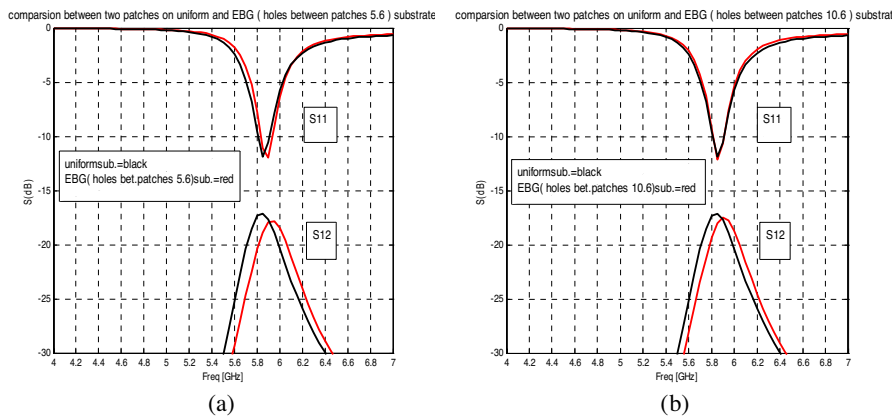 comparsion between two patches on uniform and EBG ( holes between patches 5.6 ) substrate
0
-5
-10
-15
-20
-25
-30
S(dB)
S11
uniformsub.=black
EBG( holes bet.patches 5.6)sub.=red
S12
4 4.2 4.4 4.6 4.8 5 5.2 5.4 5.6 5.8 6 6.2 6.4 6.6 6.8 7
Freq [GHz]
(a)
comparsion between two patches on uniform and EBG ( holes between patches 10.6 ) substrat
0
-5
-10
-15
-20
-25
-30
S(dB)
S11
uniformsub.=black
EBG( holes bet.patches 10.6)sub.=red
S12
4 4.2 4.4 4.6 4.8 5 5.2 5.4 5.6 5.8 6 6.2 6.4 6.6 6.8 7
Freq [GHz]
(b)